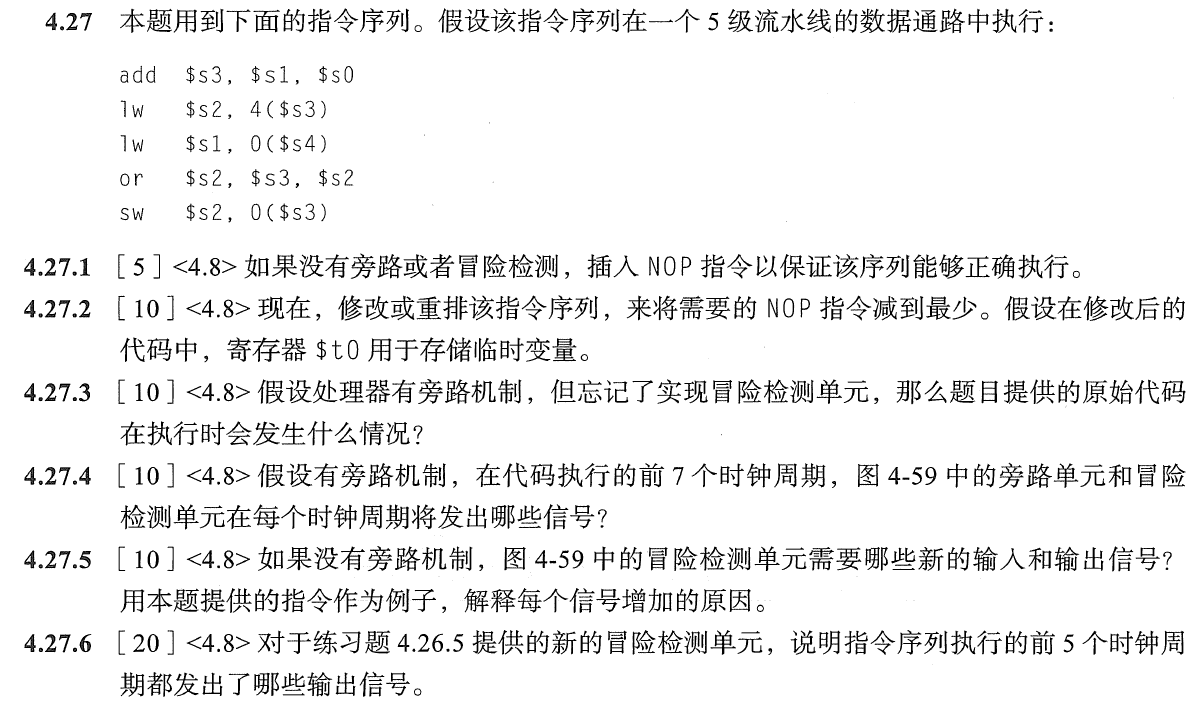 4.27 本题用到下面的指令序列。假设该指令序列在一个 5 级流水线的数据通路中执行：
add $s3, $s1, $s0
lw $s2, 4($s3)
lw $s1, 0($s4)
or $s2, $s3, $s2
sw $s2, 0($s3)
4.27.1 ［5］<4.8> 如果没有旁路或者冒险检测，插入 NOP 指令以保证该序列能够正确执行。
4.27.2 ［10］<4.8> 现在，修改或重排该指令序列，来将需要的 NOP 指令减到最少。假设在修改后的
代码中，寄存器 $t0 用于存储临时变量。
4.27.3 ［10］<4.8> 假设处理器有旁路机制，但忘记了实现冒险检测单元，那么题目提供的原始代码
在执行时会发生什么情况？
4.27.4 ［10］<4.8> 假设有旁路机制，在代码执行的前 7 个时钟周期，图 4-59 中的旁路单元和冒险
检测单元在每个时钟周期将发出哪些信号？
4.27.5 ［10］<4.8> 如果没有旁路机制，图 4-59 中的冒险检测单元需要哪些新的输入和输出信号？
用本题提供的指令作为例子，解释每个信号增加的原因。
4.27.6 ［20］<4.8> 对于练习题 4.26.5 提供的新的冒险检测单元，说明指令序列执行的前 5 个时钟周
期都发出了哪些输出信号。